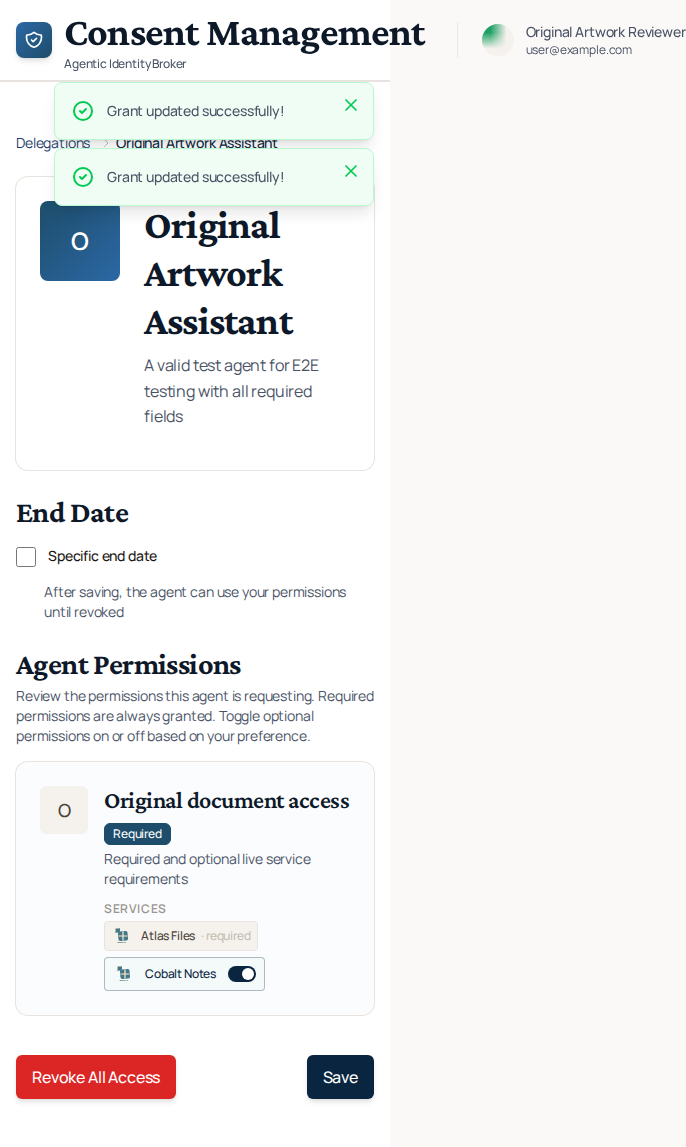 Consent Management
Agentic IdentityBroker
Original Artwork Reviewer
user@example.com
Grant updated successfully!
Delegations
Original Artwork Assistant
Grant updated successfully!
O
Original
Artwork
Assistant
A valid test agent for E2E
testing with all required
fields
End Date
Specific end date
After saving, the agent can use your permissions
until revoked
Agent Permissions
Review the permissions this agent is requesting. Required
permissions are always granted. Toggle optional
permissions on or off based on your preference.
O
Original document access
Required
Required and optional live service
requirements
SERVICES
Atlas Files · required
Cobalt Notes
Revoke All Access
Save